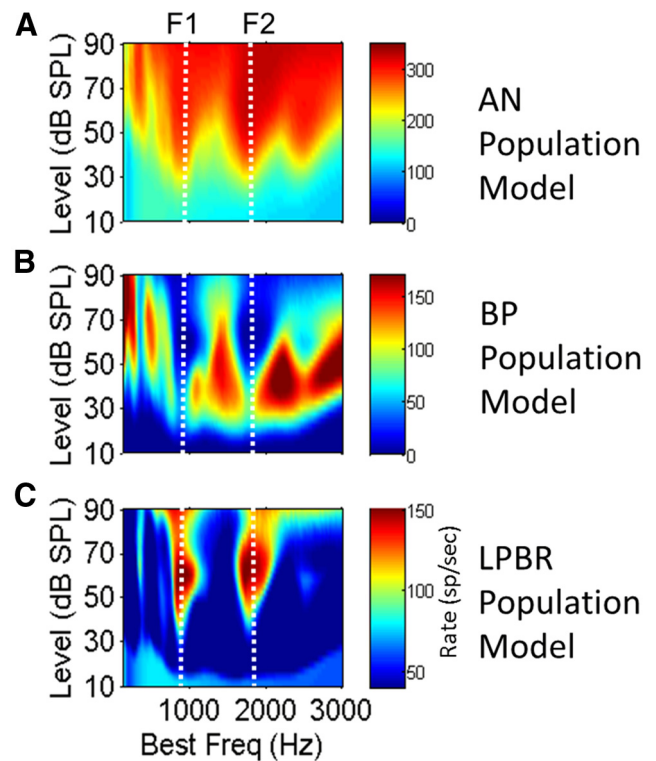 A
F1
F2
Level (dB SPL)
90
70
50
30
10
300
200
100
0
AN
Population
Model
B
Level (dB SPL)
90
70
50
30
10
150
100
50
0
BP
Population
Model
C
Level (dB SPL)
90
70
50
30
10
150
100
50
Rate (sp/sec)
LPBR
Population
Model
1000 2000 3000
Best Freq (Hz)